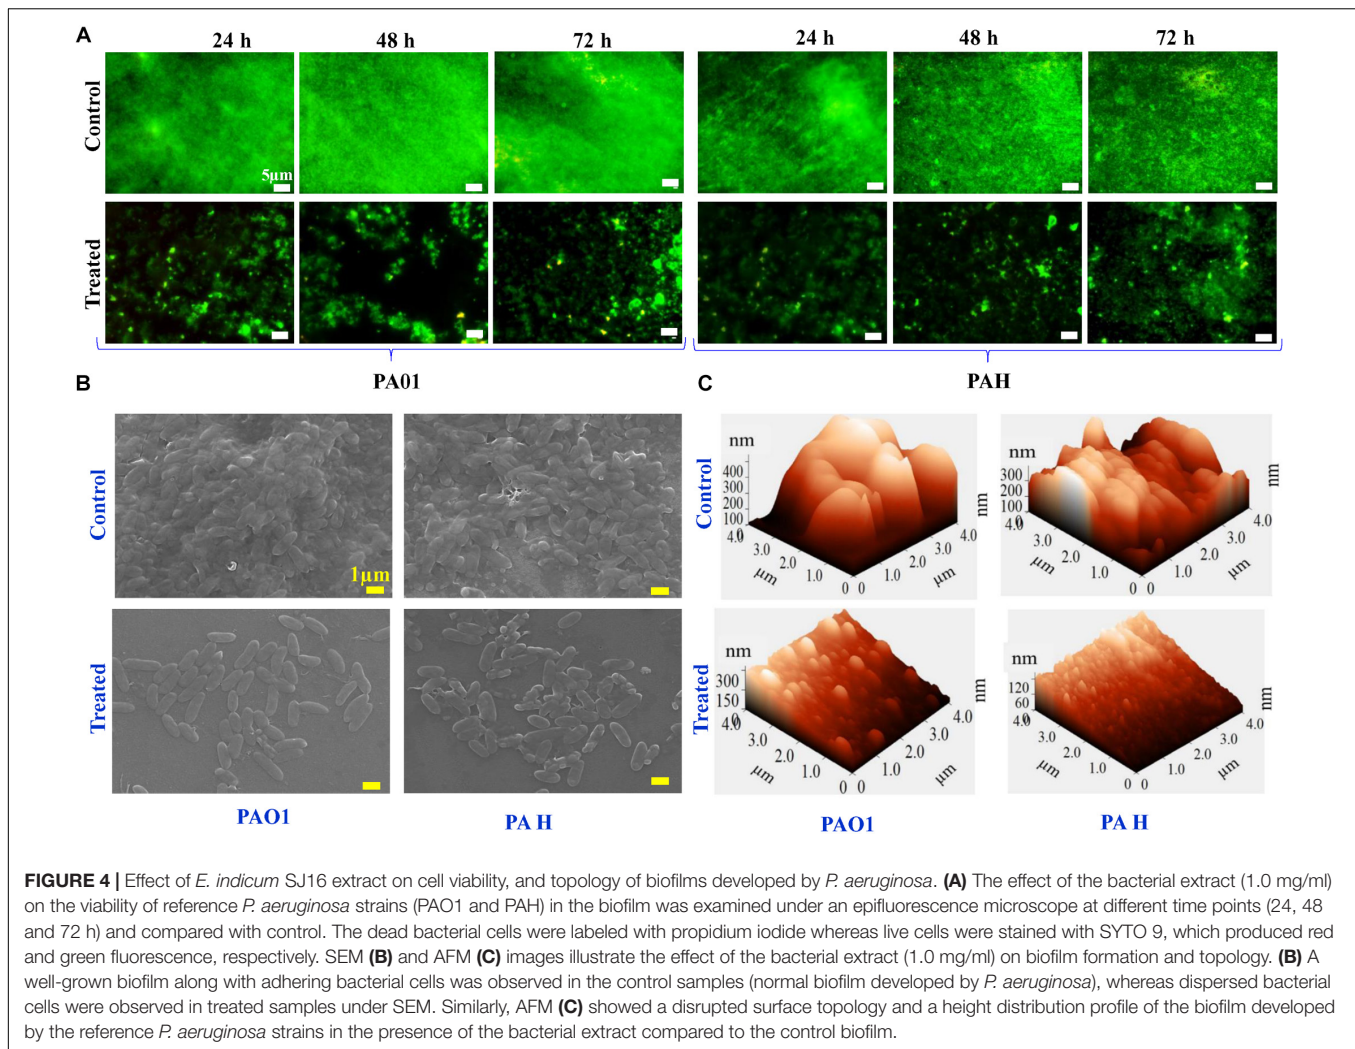 A
24 h 48 h 72 h 24 h 48 h 72 h
Control
5μm
Treated
PA01 PAH
B
Control
1μm
Treated
PAO1 PA H
C
Control
nm
400
300
200
100
0
4.0
3.0
2.0
1.0
0 0
1.0
2.0
3.0
4.0
μm μm
nm
nm
300
200
100
0
4.0
3.0
2.0
1.0
0 0
1.0
2.0
3.0
4.0
μm μm
nm
Treated
nm
300
150
0
4.0
3.0
2.0
1.0
0 0
1.0
2.0
3.0
4.0
μm μm
nm
nm
120
60
0
4.0
3.0
2.0
1.0
0 0
1.0
2.0
3.0
4.0
μm μm
nm
PAO1 PA H
FIGURE 4 | Effect of E. indicum SJ16 extract on cell viability, and topology of biofilms developed by P. aeruginosa. (A) The effect of the bacterial extract (1.0 mg/ml)
on the viability of reference P. aeruginosa strains (PAO1 and PAH) in the biofilm was examined under an epifluorescence microscope at different time points (24, 48
and 72 h) and compared with control. The dead bacterial cells were labeled with propidium iodide whereas live cells were stained with SYTO 9, which produced red
and green fluorescence, respectively. SEM (B) and AFM (C) images illustrate the effect of the bacterial extract (1.0 mg/ml) on biofilm formation and topology. (B) A
well-grown biofilm along with adhering bacterial cells was observed in the control samples (normal biofilm developed by P. aeruginosa), whereas dispersed bacterial
cells were observed in treated samples under SEM. Similarly, AFM (C) showed a disrupted surface topology and a height distribution profile of the biofilm developed
by the reference P. aeruginosa strains in the presence of the bacterial extract compared to the control biofilm.